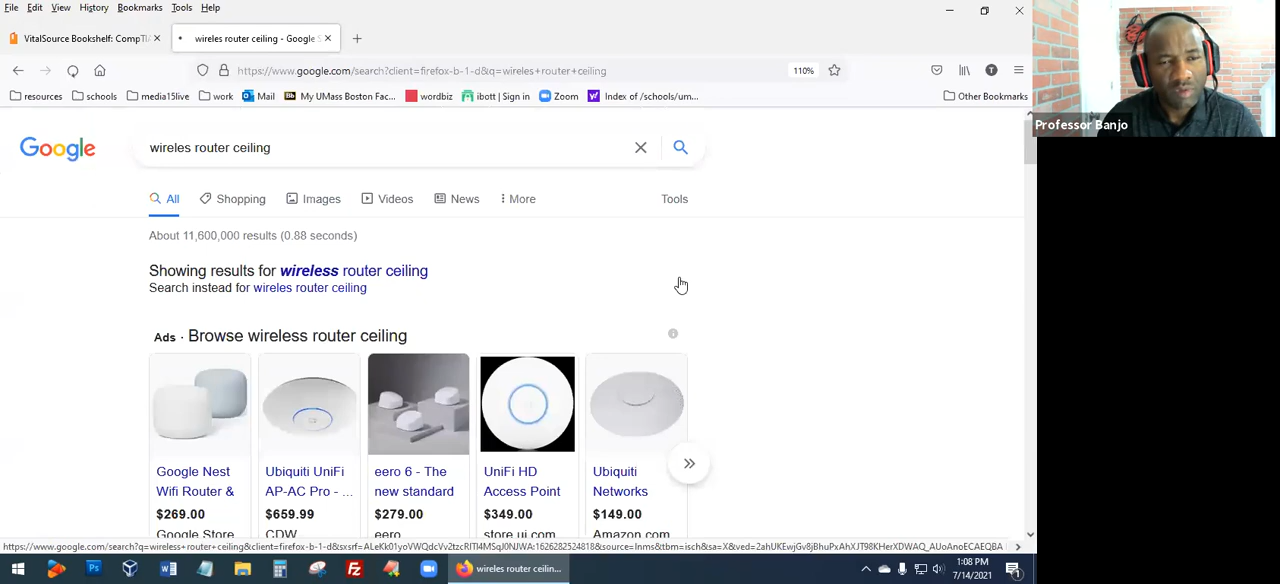 File Edit View History Bookmarks Tools Help
VitalSource Bookshelf: CompTIA
wireles router ceiling - Google S
https://www.google.com/search?client=firefox-b-1-d&q=wireles+router+ceiling
110%
T
resources schools media15live work Mail Bb My UMass Boston Fac... wordbiz ibott | Sign in Zoom Index of /schools/um... Other Bookmarks
Professor Banjo
Google
wireles router ceiling
All Shopping Images Videos News More Tools
About 11,600,000 results (0.88 seconds)
Showing results for wireless router ceiling
Search instead for wireles router ceiling
Ads · Browse wireless router ceiling
Google Nest
Wifi Router &
$269.00
Google Store
Ubiquiti UniFi
AP-AC Pro - ...
$659.99
CDW
eero 6 - The
new standard
$279.00
eero
UniFi HD
Access Point
$349.00
store.ui.com
Ubiquiti
Networks
$149.00
Amazon.com
wireles router ceilin...
1:08 PM
7/14/2021